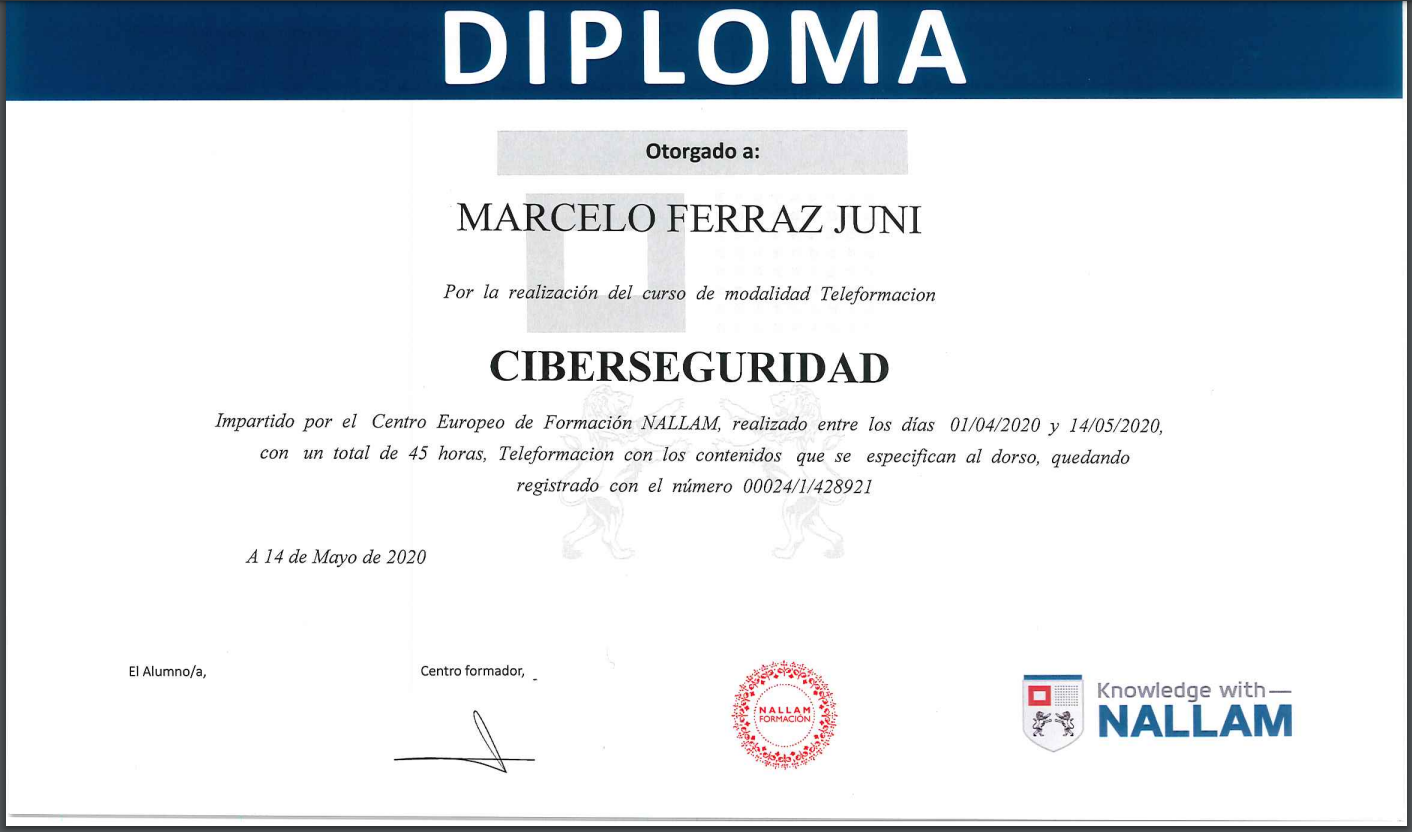 DIPLOMA
Otorgado a:
MARCELO FERRAZ JUNI
Por la realización del curso de modalidad Teleformacion
CIBERSEGURIDAD
Impartido por el Centro Europeo de Formación NALLAM, realizado entre los días 01/04/2020 y 14/05/2020,
con un total de 45 horas, Teleformacion con los contenidos que se especifican al dorso, quedando
registrado con el número 00024/1/428921
A 14 de Mayo de 2020
El Alumno/a,
Centro formador,
NALLAM
FORMACIÓN
Knowledge with
NALLAM